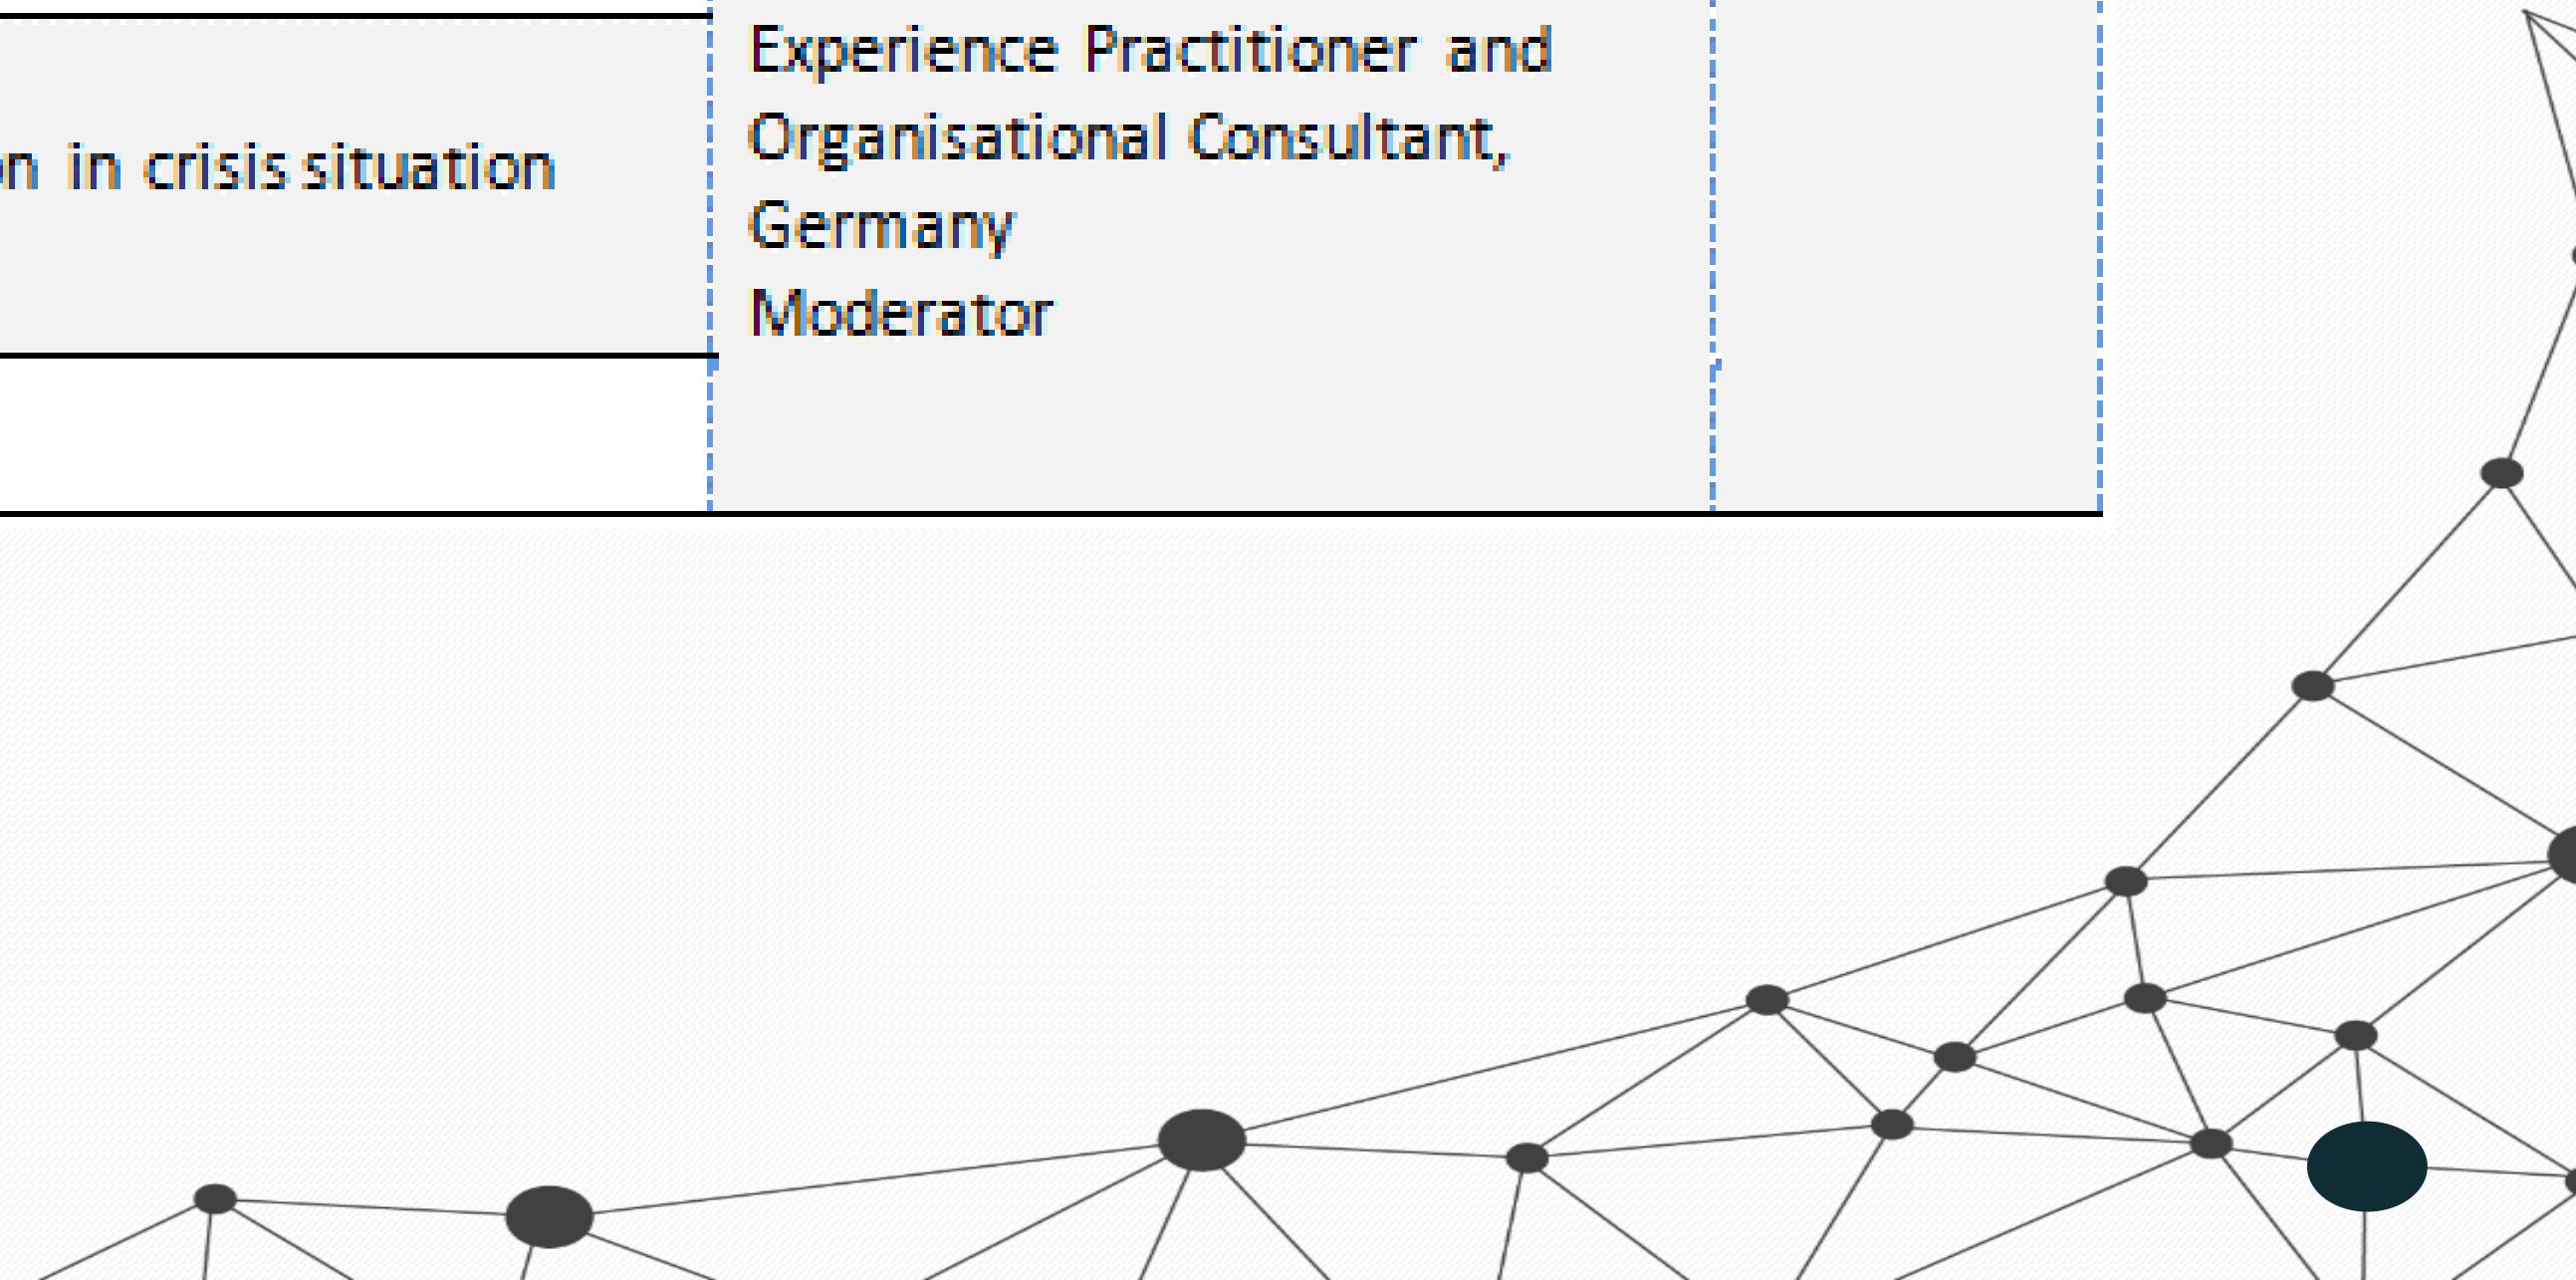 in crisis situation
Experience Practitioner and
Organisational Consultant,
Germany
Moderator